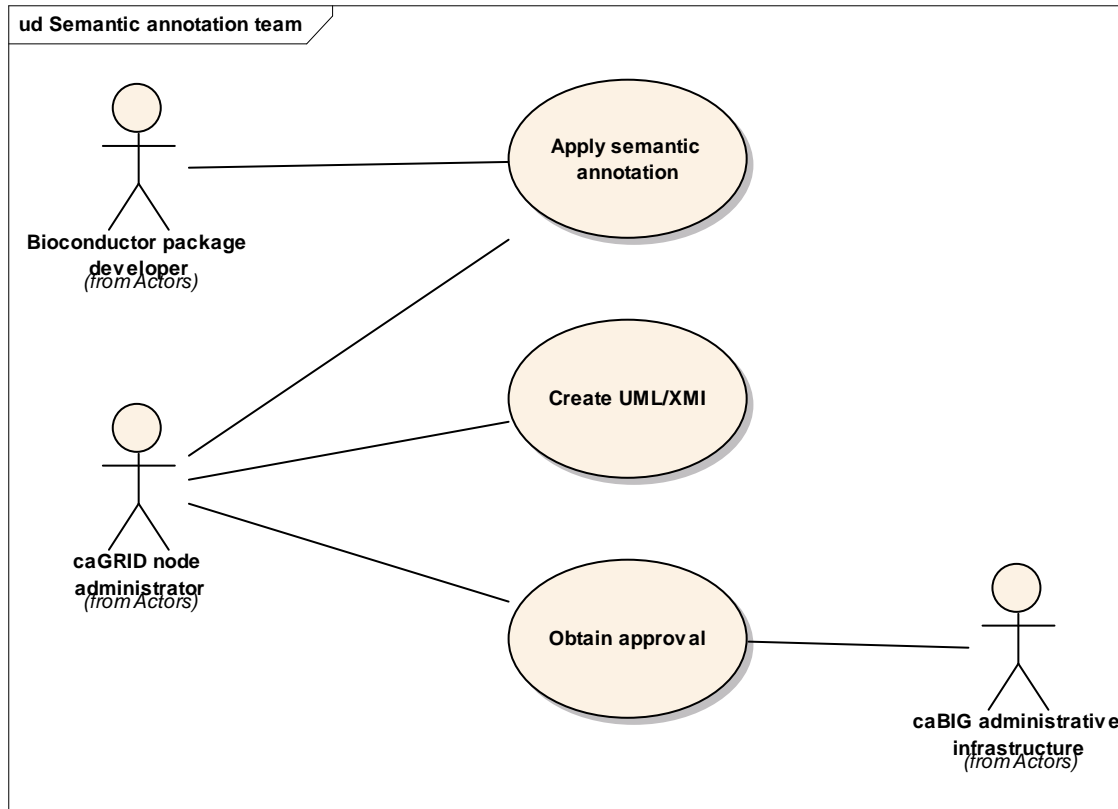 ud Semantic annotation team
Bioconductor package
developer
(from Actors)
Apply semantic
annotation
Create UML/XMI
caGRID node
administrator
(from Actors)
Obtain approval
caBIG administrative
infrastructure
(from Actors)